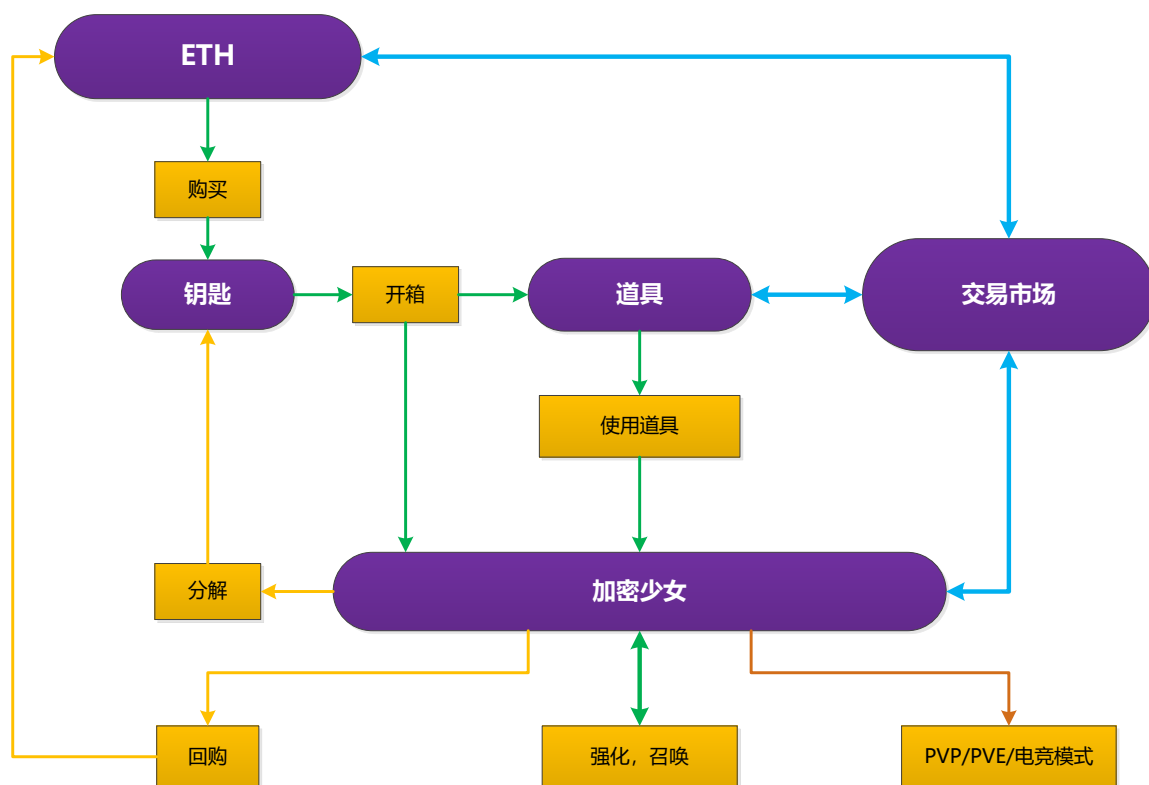 ETH
购买
钥匙
开箱
道具
交易市场
使用道具
分解
加密少女
回购
强化，召唤
PVP/PVE/电竞模式